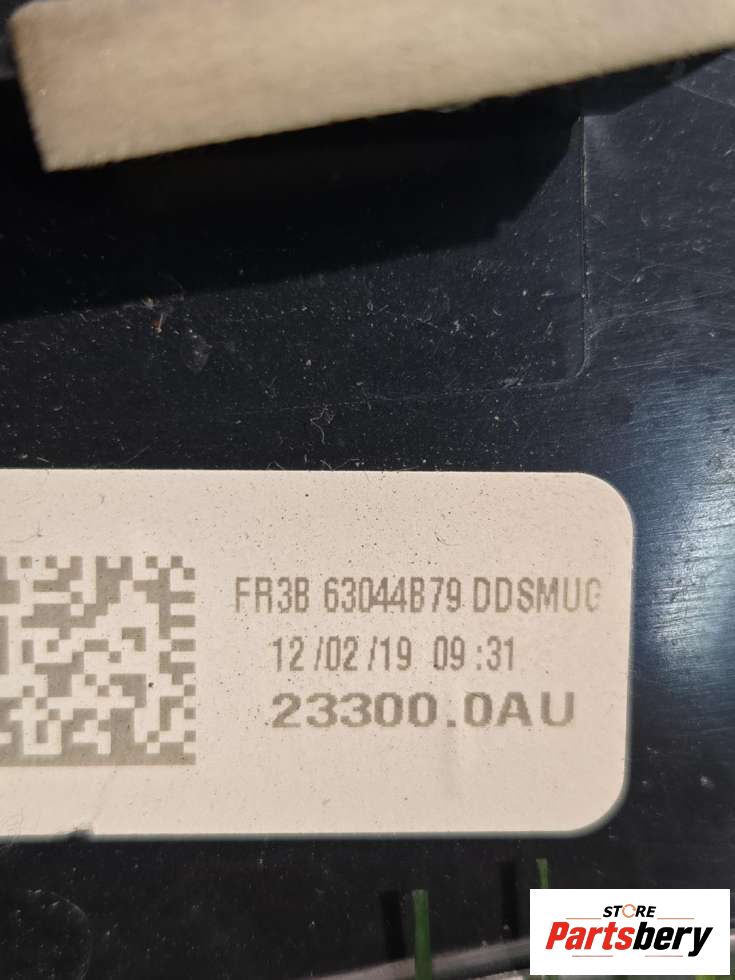 FR3B 63044B79 DDSMUG
12/02/19 09:31
23300.0AU
STORE
Partsbery